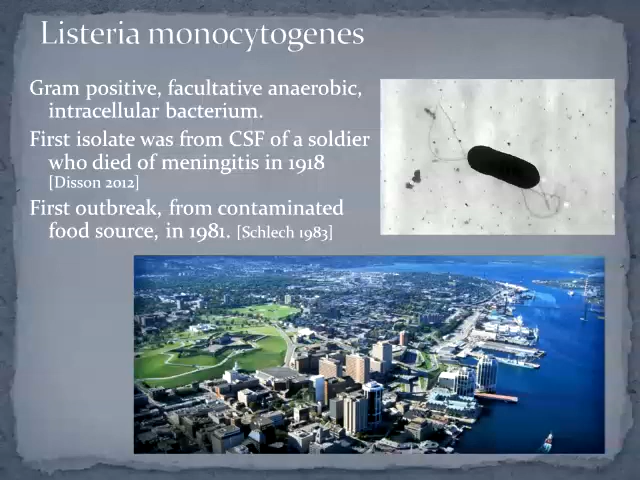 Listeria monocytogenes
Gram positive, facultative anaerobic,
intracellular bacterium.
First isolate was from CSF of a soldier
who died of meningitis in 1918
[Disson 2012]
First outbreak, from contaminated
food source, in 1981. [Schlech 1983]